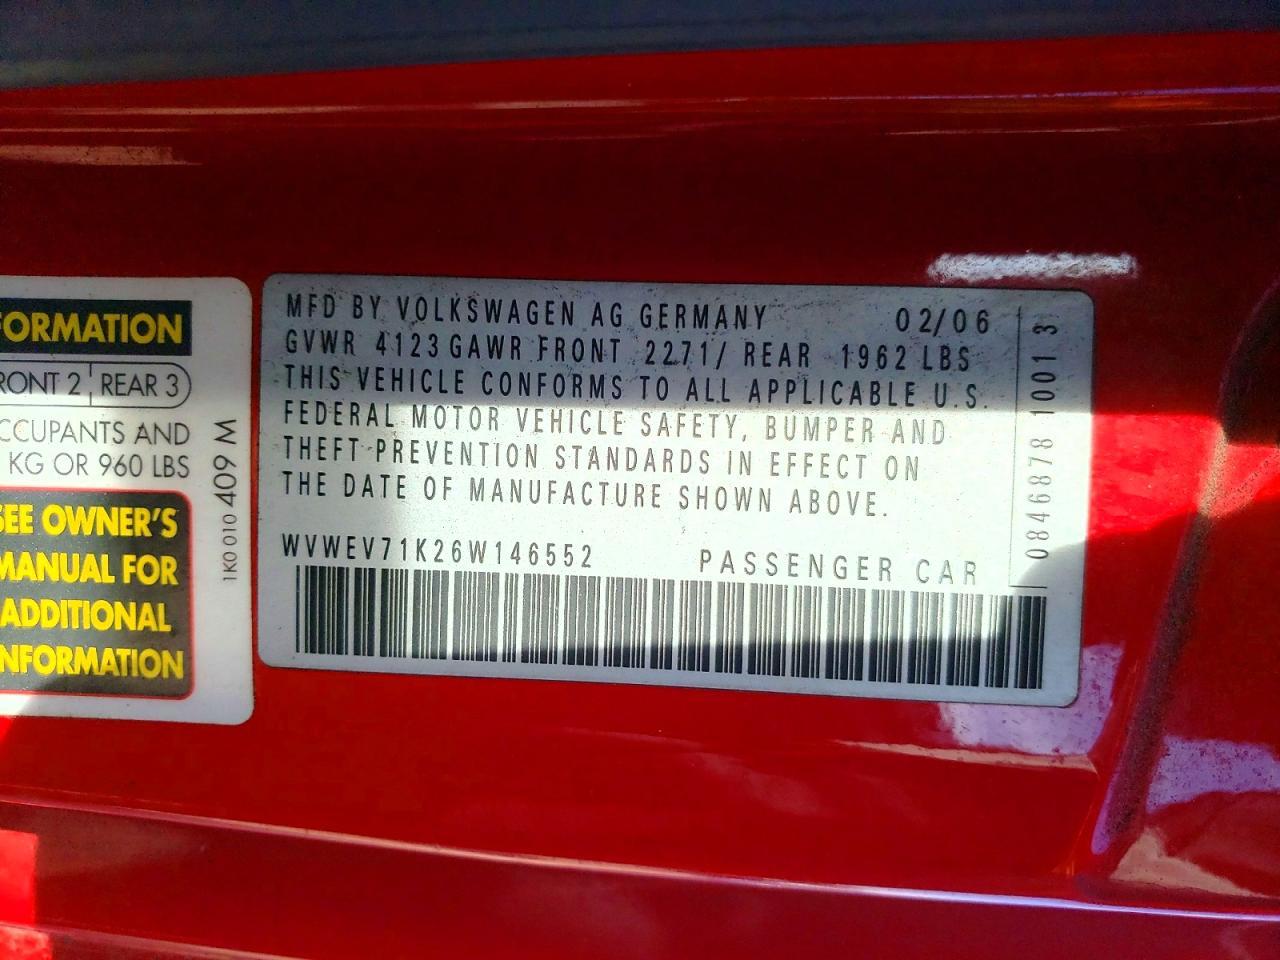 FORMATION
RONT 2 REAR 3
CCUPANTS AND
KG OR 960 LBS
SEE OWNER'S
MANUAL FOR
ADDITIONAL
NFORMATION
1K0 010 409 M
MFD BY VOLKSWAGEN AG GERMANY 02/06
GVWR 4123 GAWR FRONT 2271/ REAR 1962 LBS
THIS VEHICLE CONFORMS TO ALL APPLICABLE U.S.
FEDERAL MOTOR VEHICLE SAFETY, BUMPER AND
THEFT PREVENTION STANDARDS IN EFFECT ON
THE DATE OF MANUFACTURE SHOWN ABOVE.
WVWEV71K26W146552 PASSENGER CAR
08468781 10013